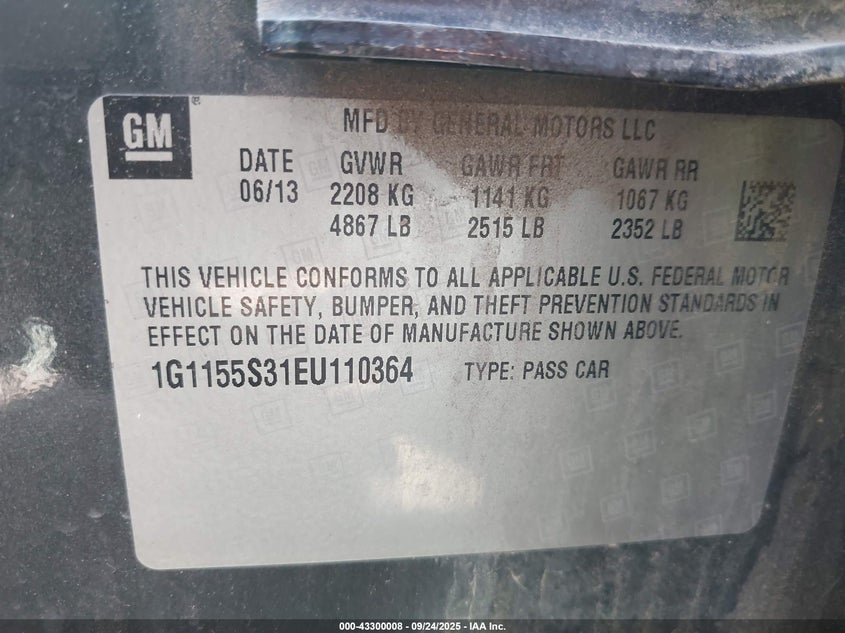 GM
MFD BY GENERAL MOTORS LLC
DATE GVWR GAWR FRT GAWR RR
06/13 2208 KG 1141 KG 1067 KG
4867 LB 2515 LB 2352 LB
THIS VEHICLE CONFORMS TO ALL APPLICABLE U.S. FEDERAL MOTOR
VEHICLE SAFETY, BUMPER, AND THEFT PREVENTION STANDARDS IN
EFFECT ON THE DATE OF MANUFACTURE SHOWN ABOVE.
1G1155S31EU110364 TYPE: PASS CAR
000-43300008 - 09/24/2025 - IAA Inc.